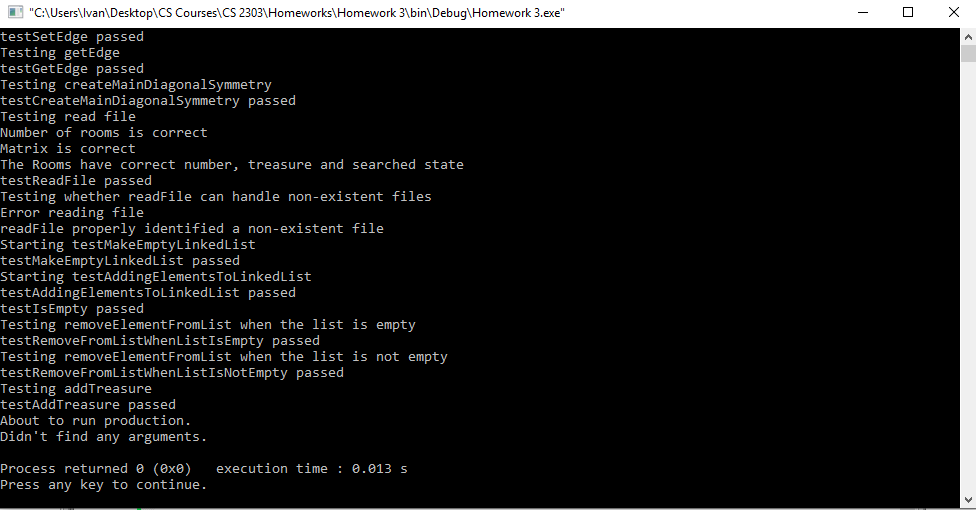 "C:\Users\Ivan\Desktop\CS Courses\CS 2303\Homeworks\Homework 3\bin\Debug\Homework 3.exe"
testSetEdge passed
Testing getEdge
testGetEdge passed
Testing createMainDiagonalSymmetry
testCreateMainDiagonalSymmetry passed
Testing read file
Number of rooms is correct
Matrix is correct
The Rooms have correct number, treasure and searched state
testReadFile passed
Testing whether readFile can handle non-existent files
Error reading file
readFile properly identified a non-existent file
Starting testMakeEmptyLinkedList
testMakeEmptyLinkedList passed
Starting testAddingElementsToLinkedList
testAddingElementsToLinkedList passed
testIsEmpty passed
Testing removeElementFromList when the list is empty
testRemoveFromListWhenListIsEmpty passed
Testing removeElementFromList when the list is not empty
testRemoveFromListWhenListIsNotEmpty passed
Testing addTreasure
testAddTreasure passed
About to run production.
Didn't find any arguments.
Process returned 0 (0x0)   execution time : 0.013 s
Press any key to continue.